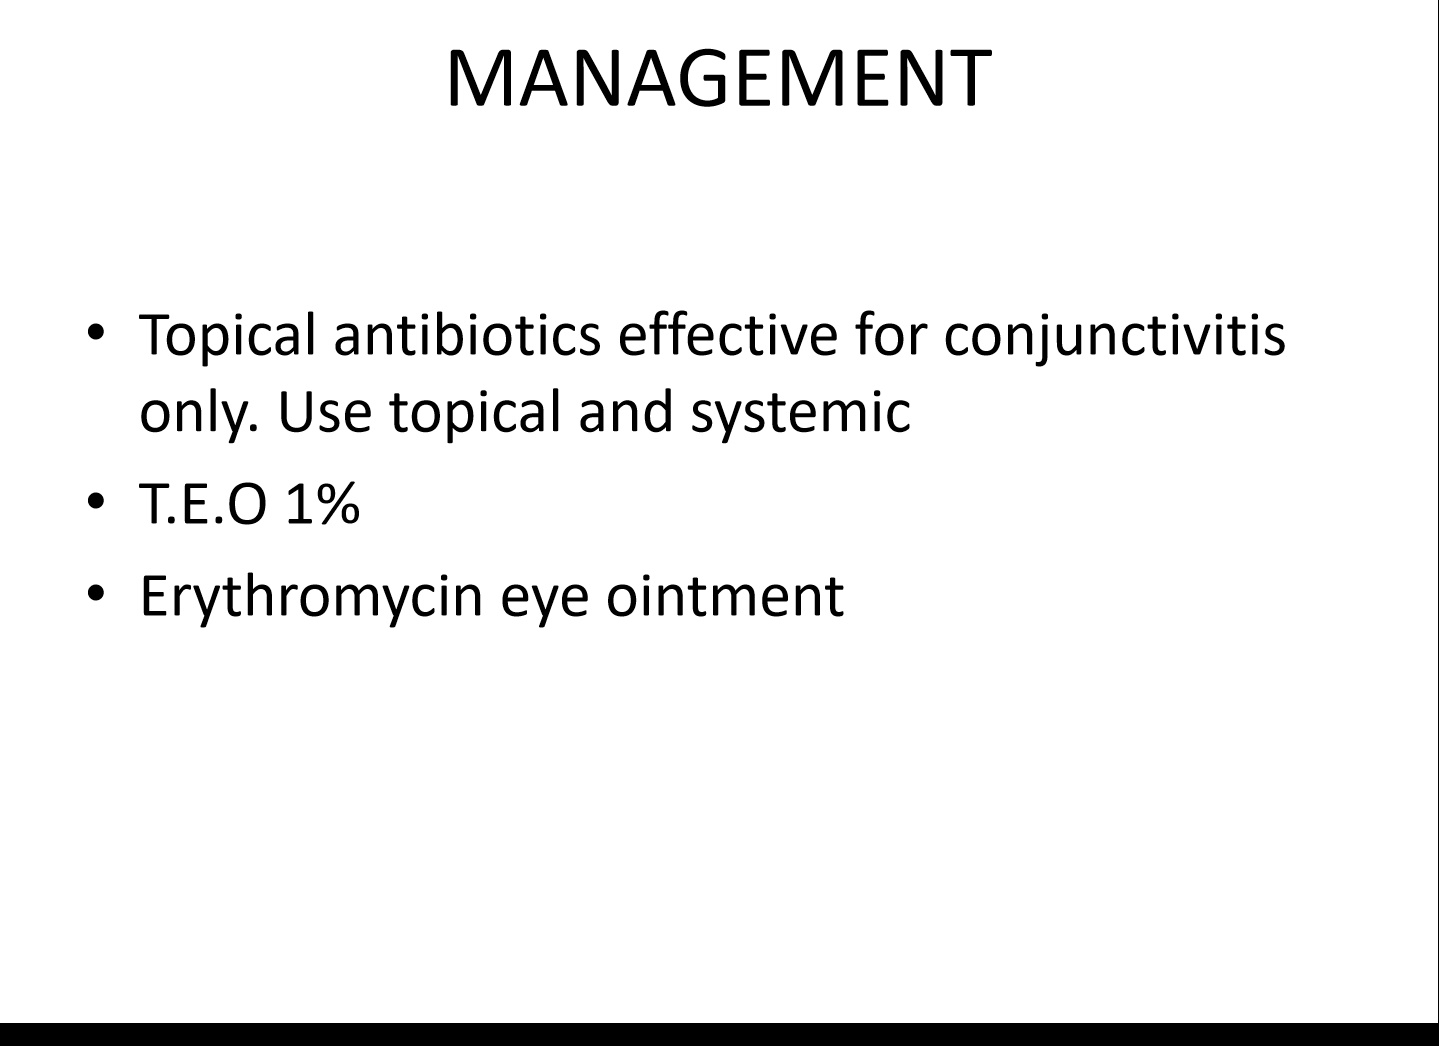 MANAGEMENT
• Topical antibiotics effective for conjunctivitis
only. Use topical and systemic
• T.E.O 1%
• Erythromycin eye ointment